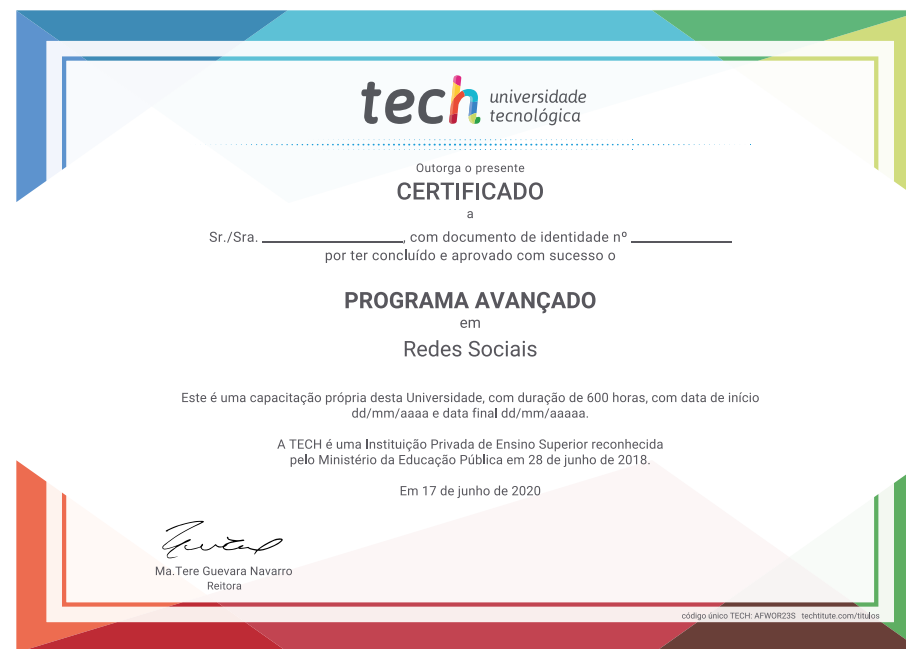 tech universidade
tecnológica
Outorga o presente
CERTIFICADO
a
Sr./Sra. ____________, com documento de identidade nº ____________
por ter concluído e aprovado com sucesso o
PROGRAMA AVANÇADO
em
Redes Sociais
Este é uma capacitação própria desta Universidade, com duração de 600 horas, com data de início
dd/mm/aaaa e data final dd/mm/aaaaa.
A TECH é uma Instituição Privada de Ensino Superior reconhecida
pelo Ministério da Educação Pública em 28 de junho de 2018.
Em 17 de junho de 2020
Ma.Tere Guevara Navarro
Reitora
código único TECH: AFWOR23S techtitute.com/titulos